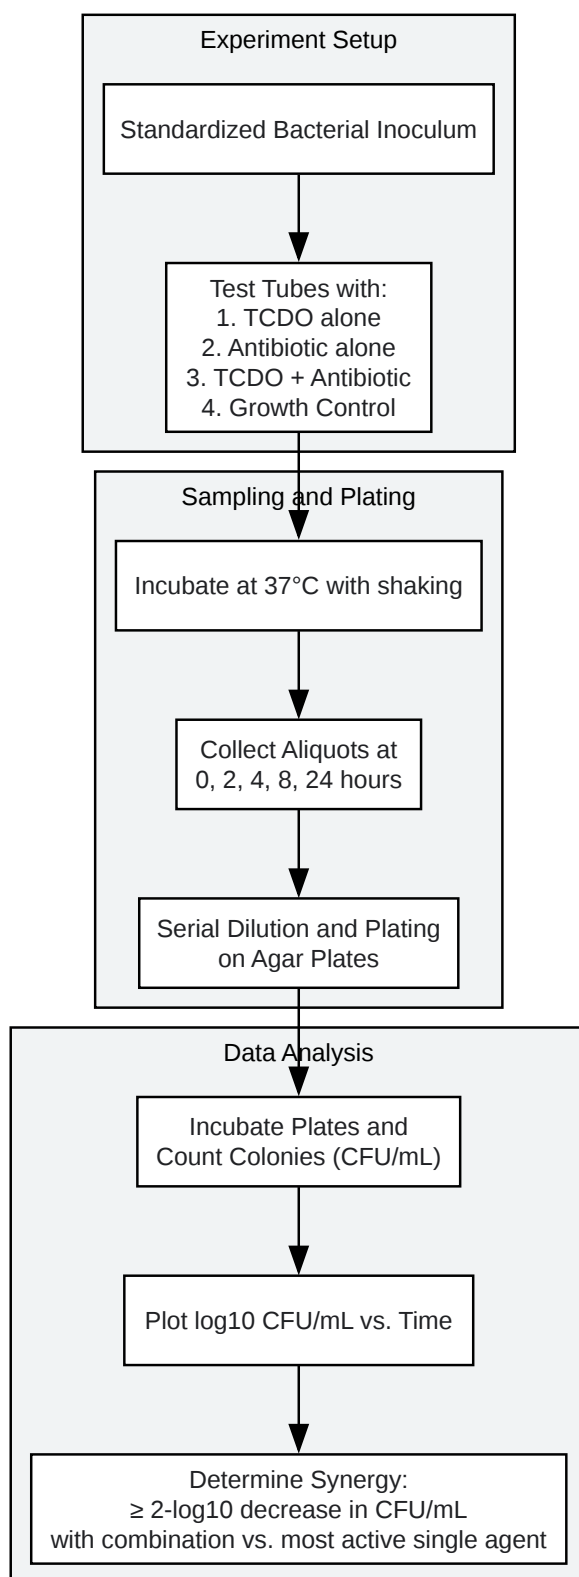 Experiment Setup
Standardized Bacterial Inoculum
Test Tubes with:
1. TCDO alone
2. Antibiotic alone
3. TCDO + Antibiotic
4. Growth Control
Sampling and Plating
Incubate at 37°C with shaking
Collect Aliquots at
0, 2, 4, 8, 24 hours
Serial Dilution and Plating
on Agar Plates
Data Analysis
Incubate Plates and
Count Colonies (CFU/mL)
Plot log10 CFU/mL vs. Time
Determine Synergy:
≥ 2-log10 decrease in CFU/mL
with combination vs. most active single agent